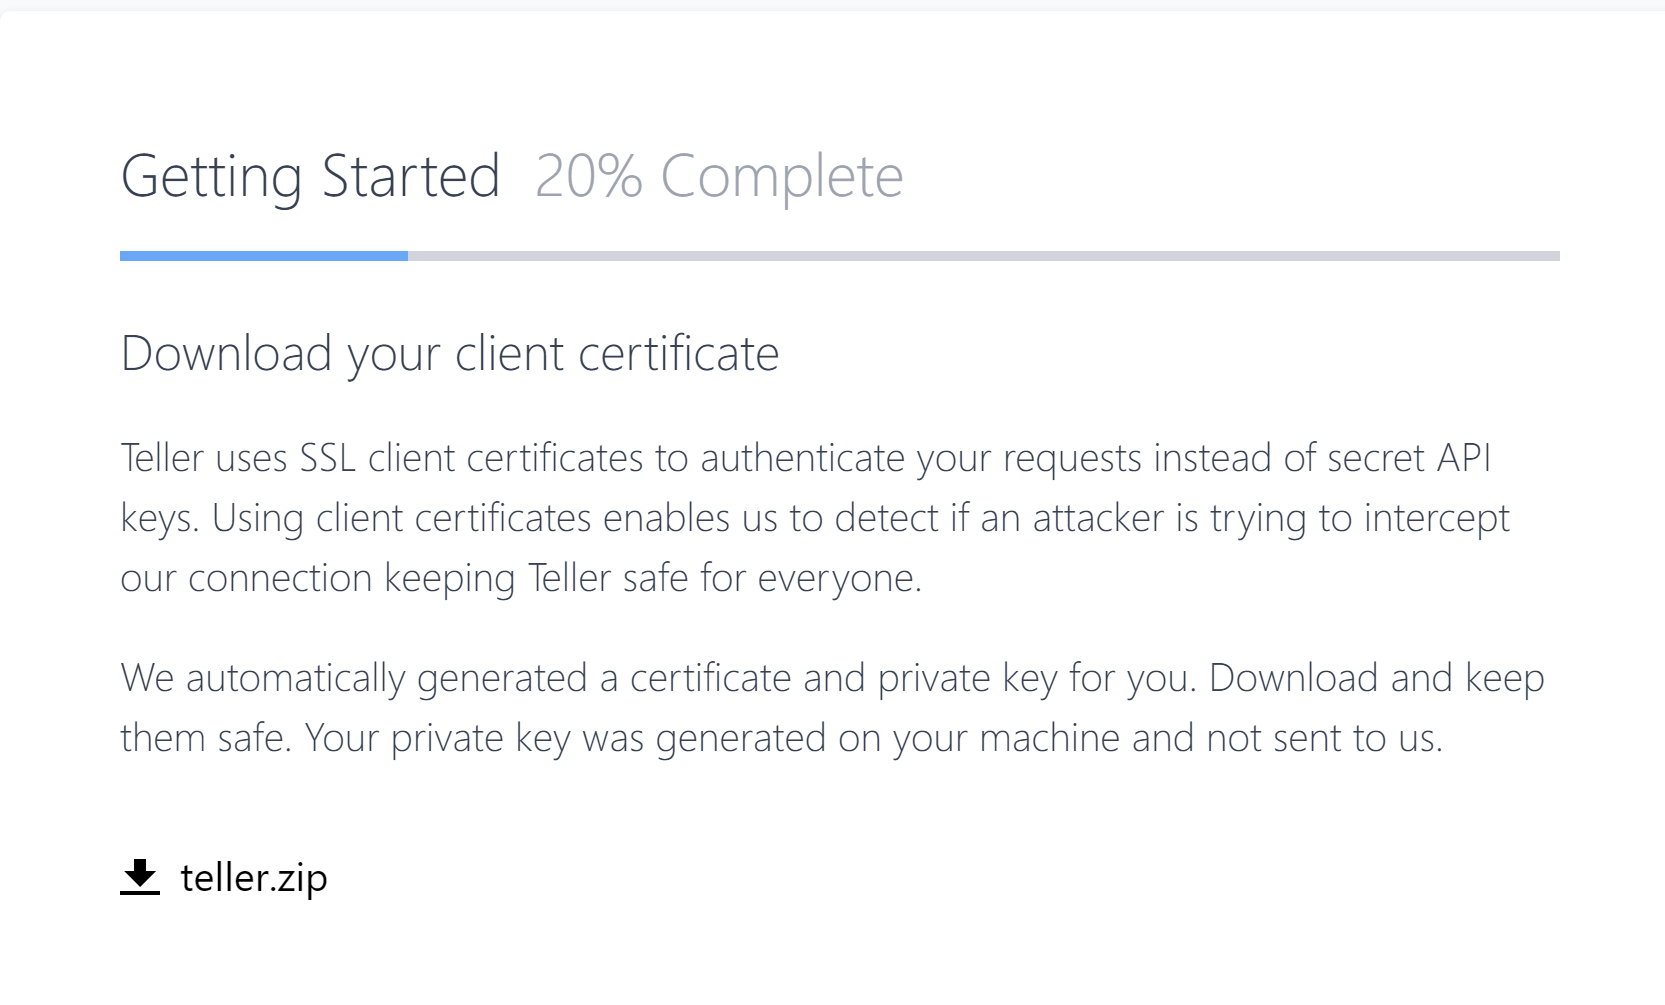 Getting Started 20% Complete
Download your client certificate
Teller uses SSL client certificates to authenticate your requests instead of secret API
keys. Using client certificates enables us to detect if an attacker is trying to intercept
our connection keeping Teller safe for everyone.
We automatically generated a certificate and private key for you. Download and keep
them safe. Your private key was generated on your machine and not sent to us.
teller.zip